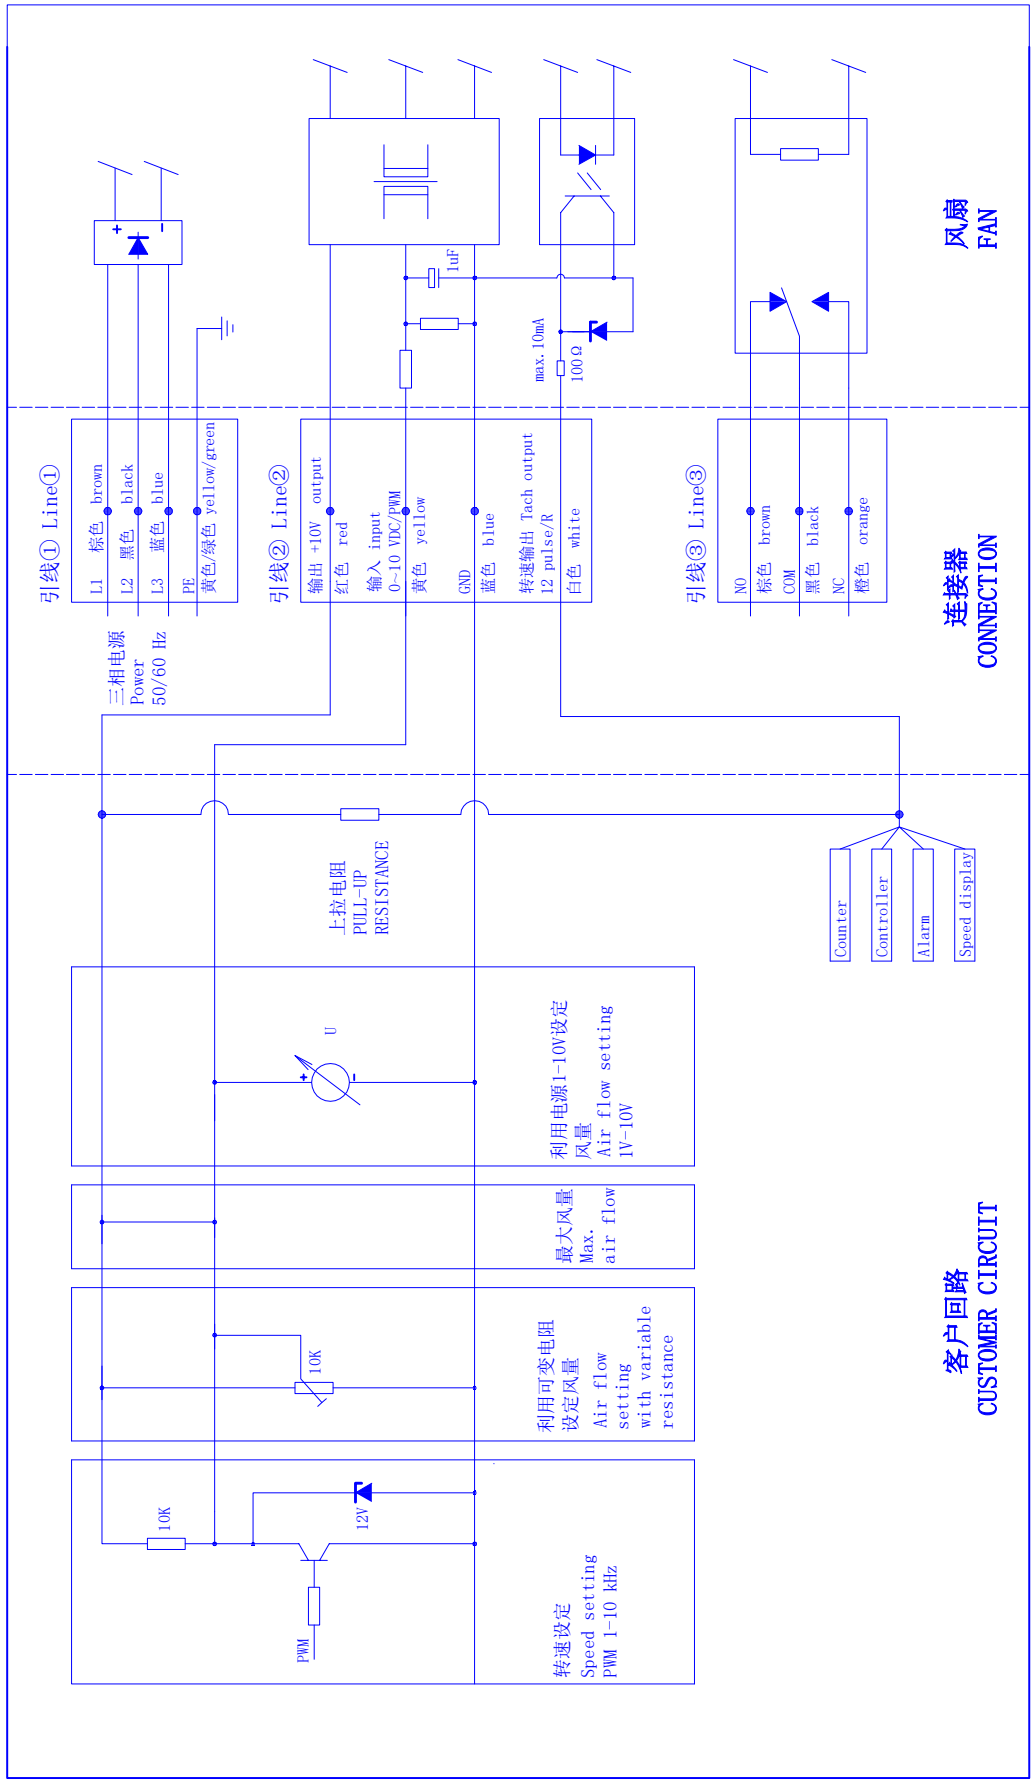 引线① Line①
L1 棕色 brown
L2 黑色 black
L3 蓝色 blue
PE
黄色/绿色 yellow/green
三相电源
Power
50/60 Hz
引线② Line②
输出 +10V output
红色 red
输入 input
0~10 VDC/PWM
黄色 yellow
GND
蓝色 blue
转速输出 Tach output
12 pulse/R
白色 white
引线③ Line③
NO
棕色 brown
COM
黑色 black
NC
橙色 orange
+
-
1uF
max. 10mA
100Ω
风扇
FAN
连接器
CONNECTION
上拉电阻
PULL-UP
RESISTANCE
Counter
Controller
Alarm
Speed display
U
+
-
利用电源1-10V设定
风量
Air flow setting
1V-10V
最大风量
Max.
air flow
10K
利用可变电阻
设定风量
Air flow
setting
with variable
resistance
10K
12V
PWM
转速设定
Speed setting
PWM 1-10 kHz
客户回路
CUSTOMER CIRCUIT